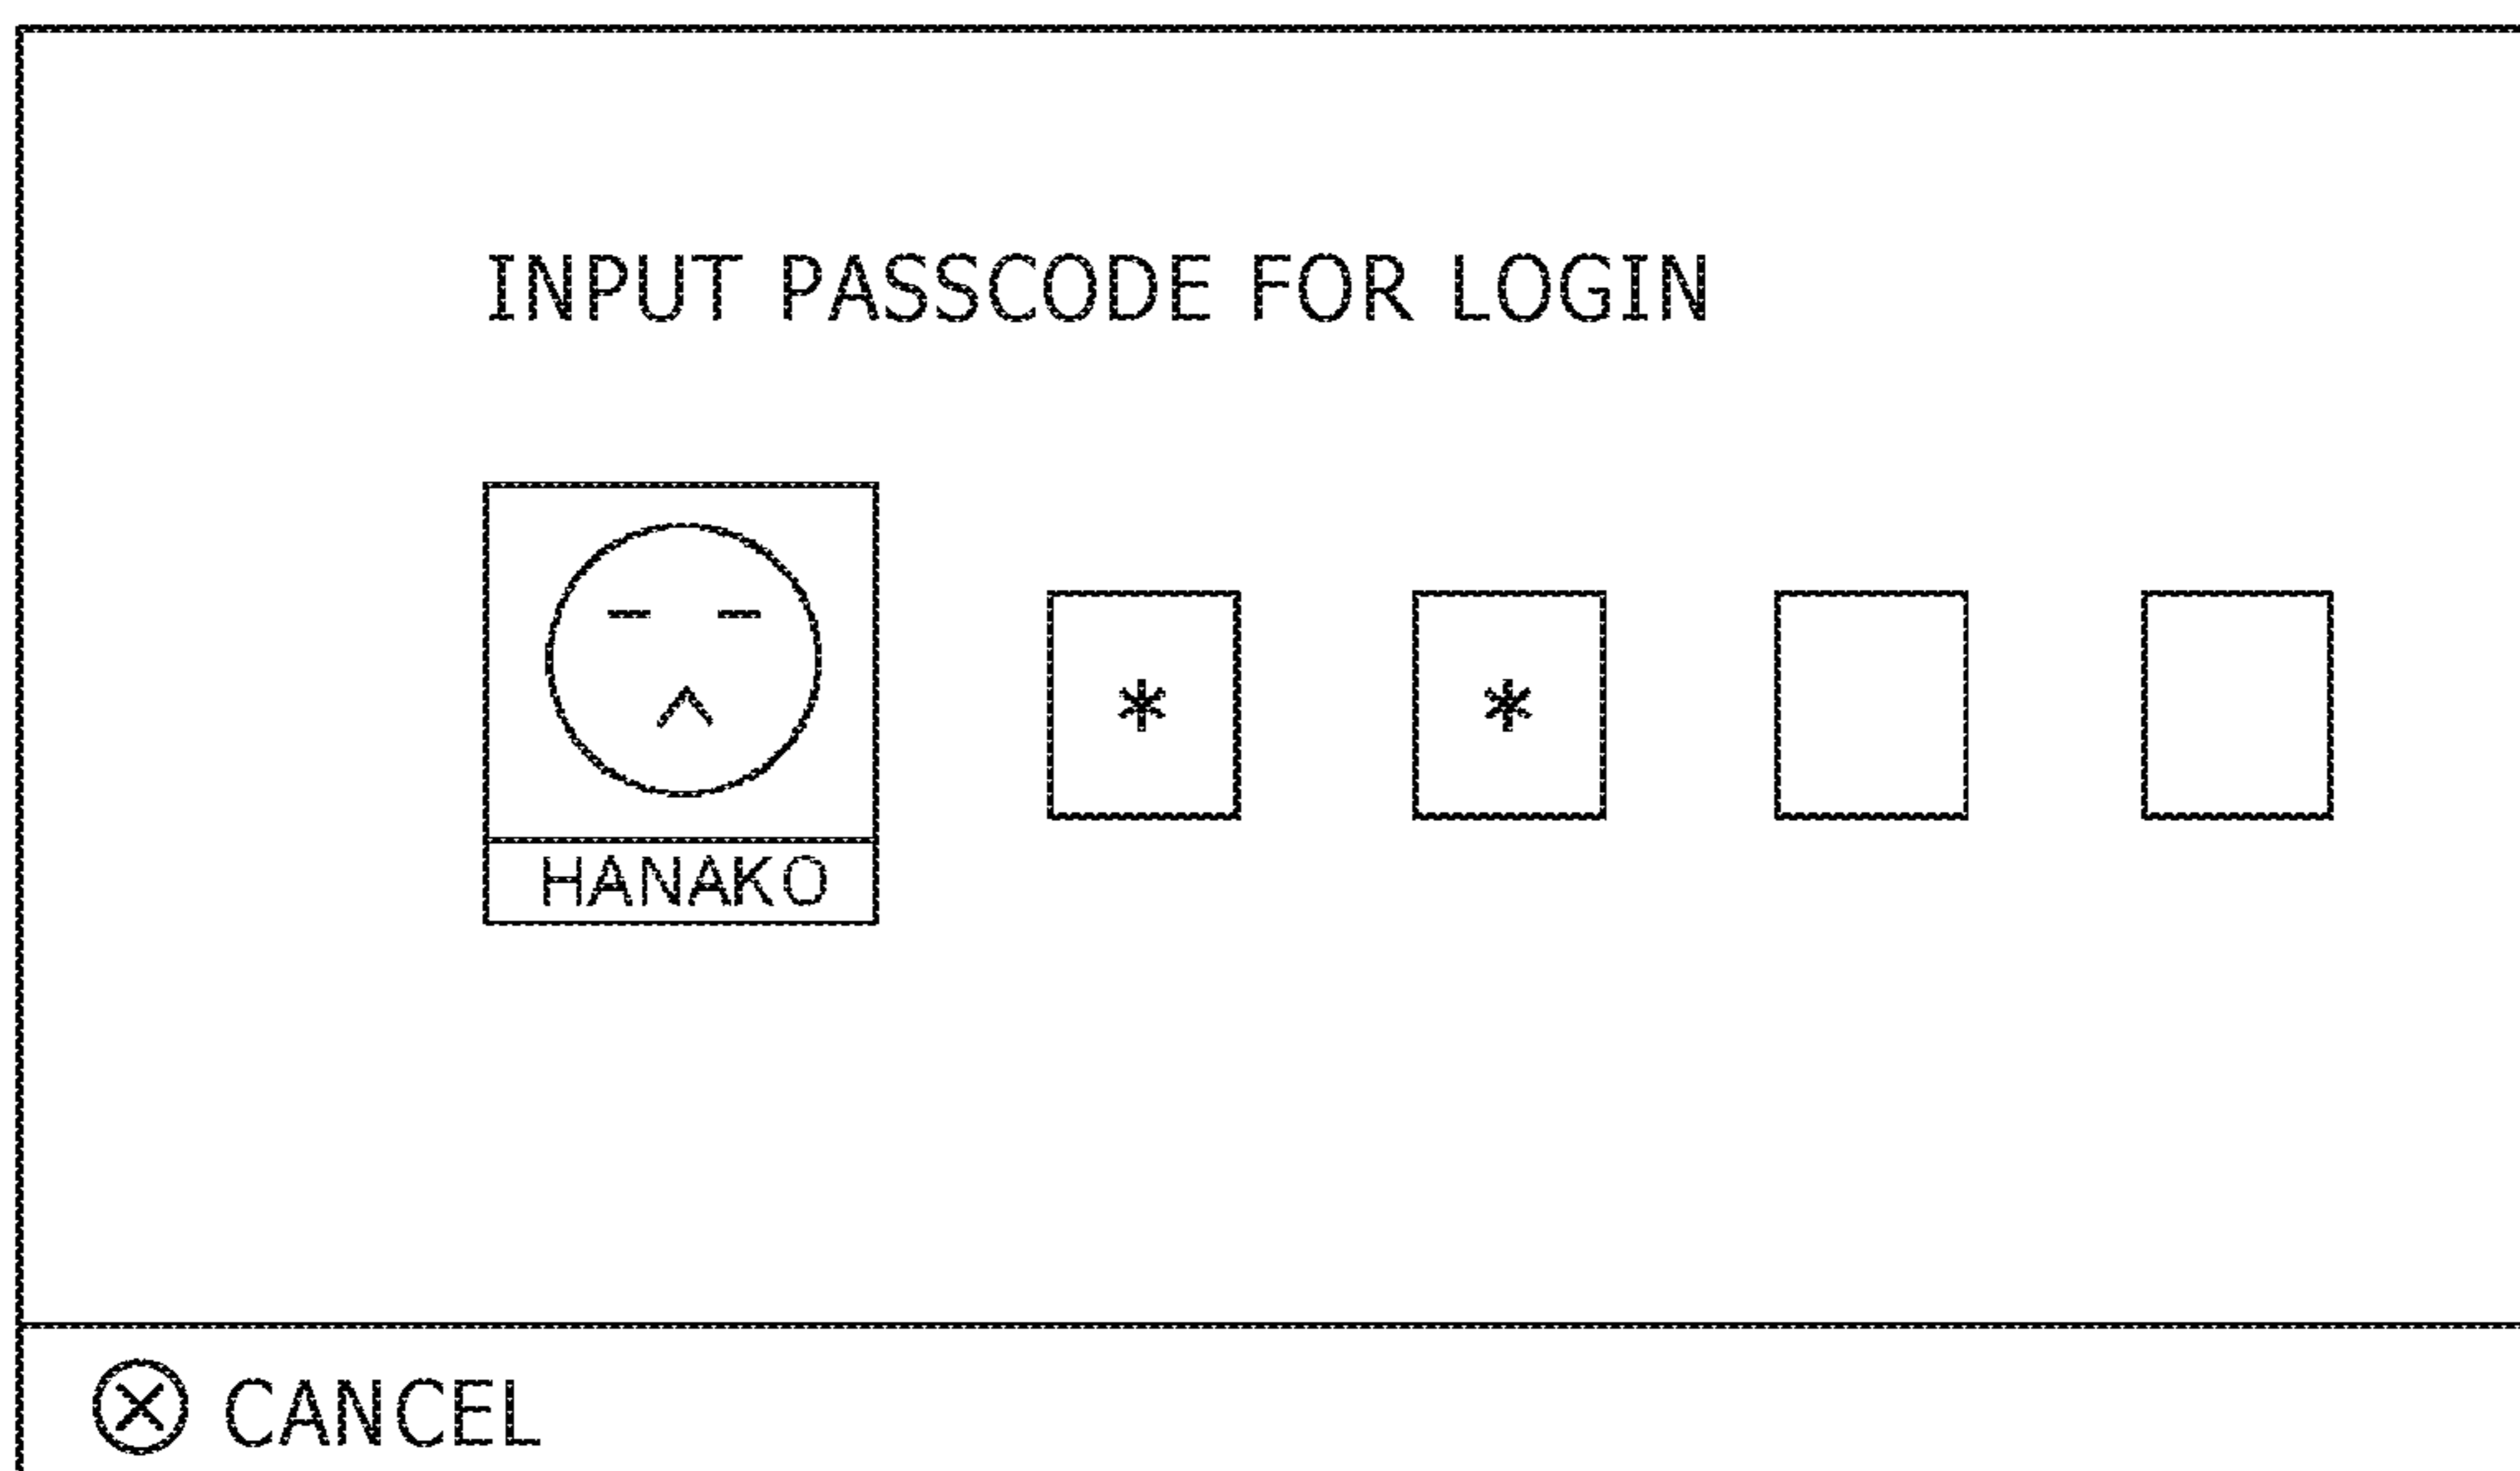 INPUT PASSCODE FOR LOGIN
* *
HANAKO
CANCEL